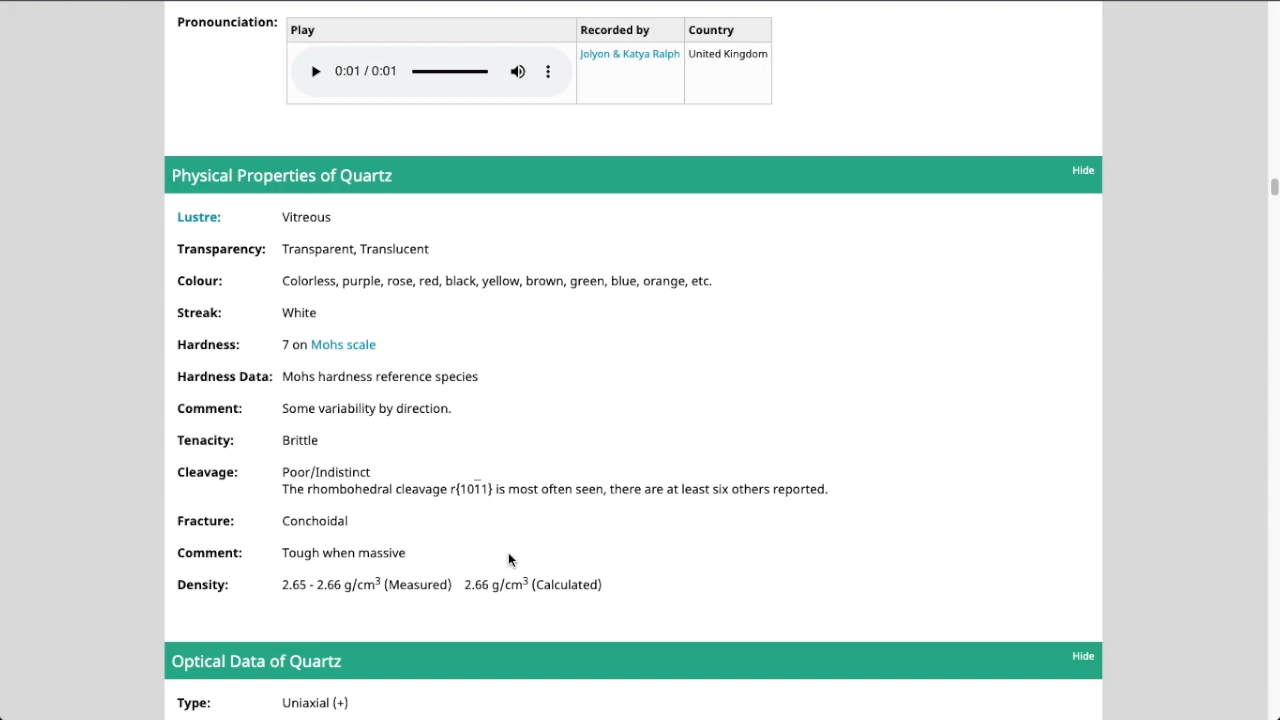 Pronounciation:
Play Recorded by Country
0:01 / 0:01 Jolyon & Katya Ralph United Kingdom
Physical Properties of Quartz Hide
Lustre: Vitreous
Transparency: Transparent, Translucent
Colour: Colorless, purple, rose, red, black, yellow, brown, green, blue, orange, etc.
Streak: White
Hardness: 7 on Mohs scale
Hardness Data: Mohs hardness reference species
Comment: Some variability by direction.
Tenacity: Brittle
Cleavage: Poor/Indistinct
The rhombohedral cleavage r{101̅1} is most often seen, there are at least six others reported.
Fracture: Conchoidal
Comment: Tough when massive
Density: 2.65 - 2.66 g/cm³ (Measured) 2.66 g/cm³ (Calculated)
Optical Data of Quartz Hide
Type: Uniaxial (+)